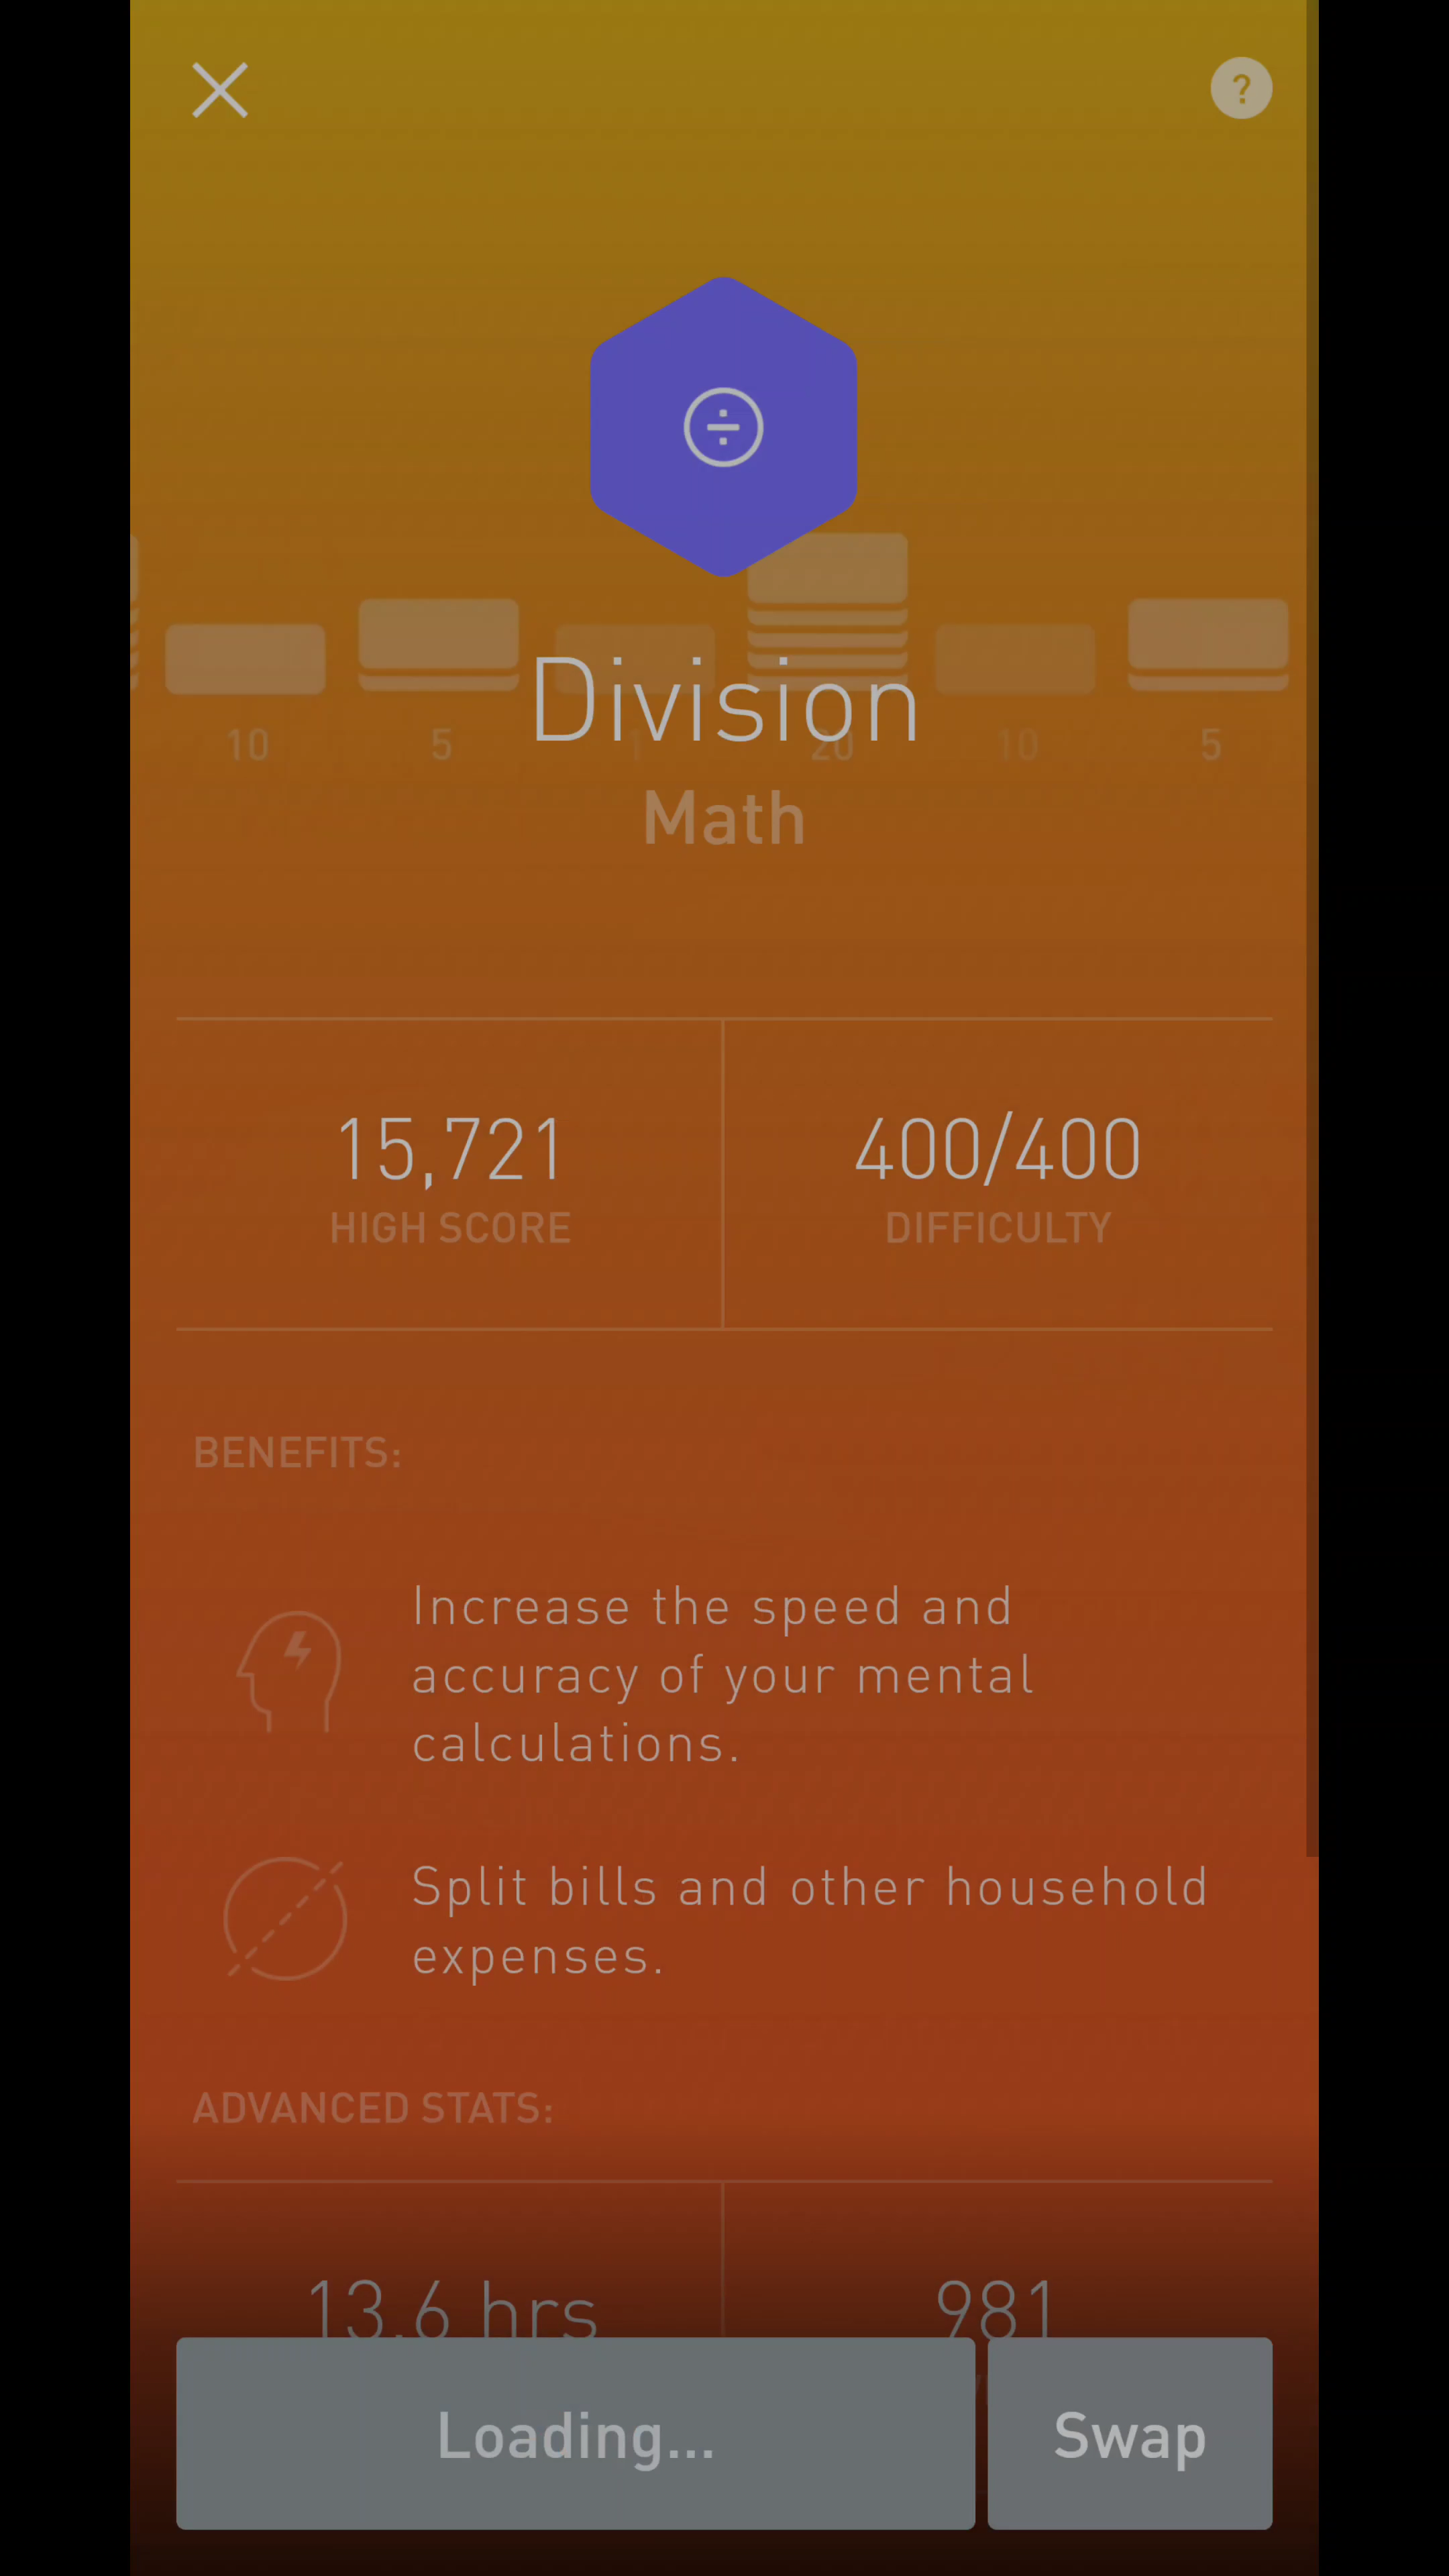 ?
Division
10 5 1 20 10 5
Math
15,721 400/400
HIGH SCORE DIFFICULTY
BENEFITS:
Increase the speed and
accuracy of your mental
calculations.
Split bills and other household
expenses.
ADVANCED STATS:
13.6 hrs 981
Loading...
Swap